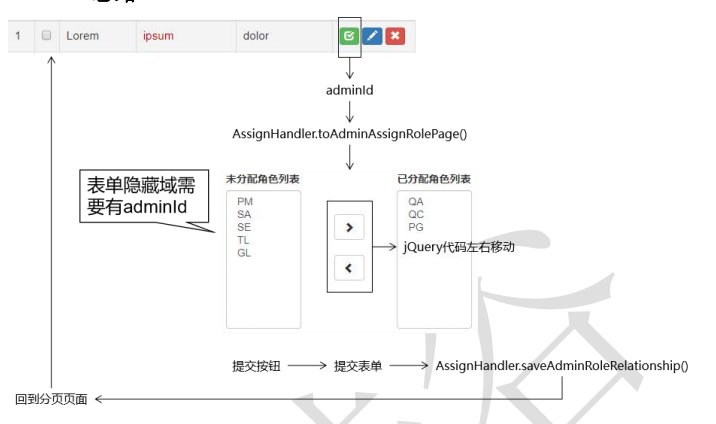 1 Lorem ipsum dolor
adminId
AssignHandler.toAdminAssignRolePage()
表单隐藏域需
要有adminId
未分配角色列表
PM
SA
SE
TL
GL
已分配角色列表
QA
QC
PG
jQuery代码左右移动
提交按钮 提交表单 AssignHandler.saveAdminRoleRelationship()
回到分页页面